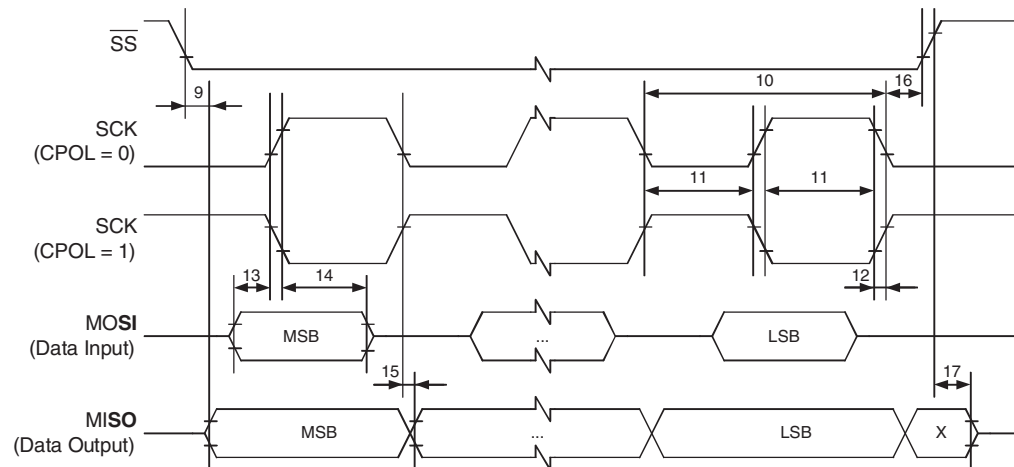 SS
9
10
16
SCK
(CPOL = 0)
11
11
SCK
(CPOL = 1)
13
14
12
MOSI
(Data Input)
MSB
...
LSB
15
17
MISO
(Data Output)
MSB
...
LSB
X